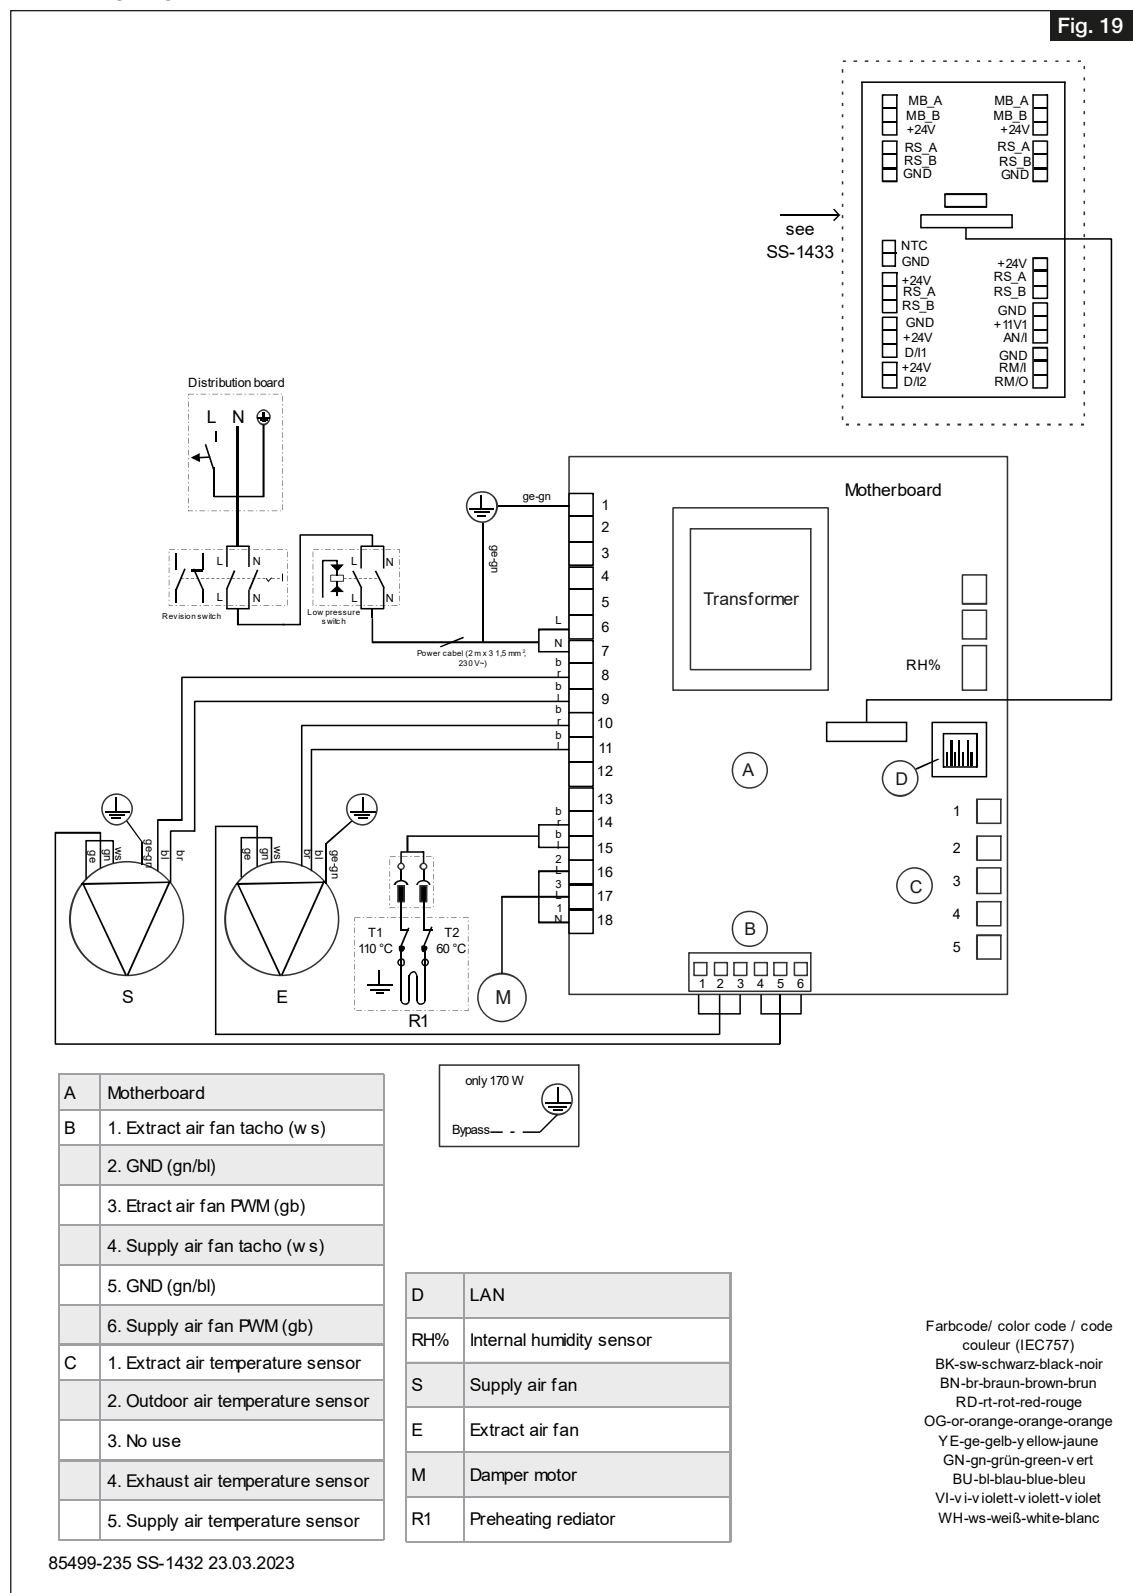 Fig. 19
MB_A
MB_B
+24V
RS_A
RS_B
GND
MB_A
MB_B
+24V
RS_A
RS_B
GND
see
SS-1433
NTC
GND
+24V
RS_A
RS_B
GND
+24V
D/I1
+24V
D/I2
+24V
RS_A
RS_B
GND
+11V1
AN/I
GND
RM/I
RM/O
Distribution board
L N
L N
L N
Revision switch
L N
L N
Low pressure
switch
Power cabel (2 m x 3 1,5 mm²,
230 V~)
ge-gn
ge-gn
Motherboard
Transformer
RH%
1
2
3
4
5
6
7
8
9
10
11
12
13
14
15
16
17
18
L
N
br
bl
br
bl
br
bl
2
L
3
L
1
N
A
B
C
D
1
2
3
4
5
1 2 3 4 5 6
ge
gn
ws
ge-gn
bl
br
S
ge
gn
ws
br
bl
ge-gn
E
T1
110 °C
T2
60 °C
R1
M
only 170 W
Bypass
A Motherboard
B 1. Extract air fan tacho (ws)
2. GND (gn/bl)
3. Etract air fan PWM (gb)
4. Supply air fan tacho (ws)
5. GND (gn/bl)
6. Supply air fan PWM (gb)
C 1. Extract air temperature sensor
2. Outdoor air temperature sensor
3. No use
4. Exhaust air temperature sensor
5. Supply air temperature sensor
D LAN
RH% Internal humidity sensor
S Supply air fan
E Extract air fan
M Damper motor
R1 Preheating rediator
Farbcode/ color code / code
couleur (IEC757)
BK-sw-schwarz-black-noir
BN-br-braun-brown-brun
RD-rt-rot-red-rouge
OG-or-orange-orange-orange
YE-ge-gelb-yellow-jaune
GN-gn-grün-green-vert
BU-bl-blau-blue-bleu
VI-vi-violett-violett-violet
WH-ws-weiß-white-blanc
85499-235 SS-1432 23.03.2023